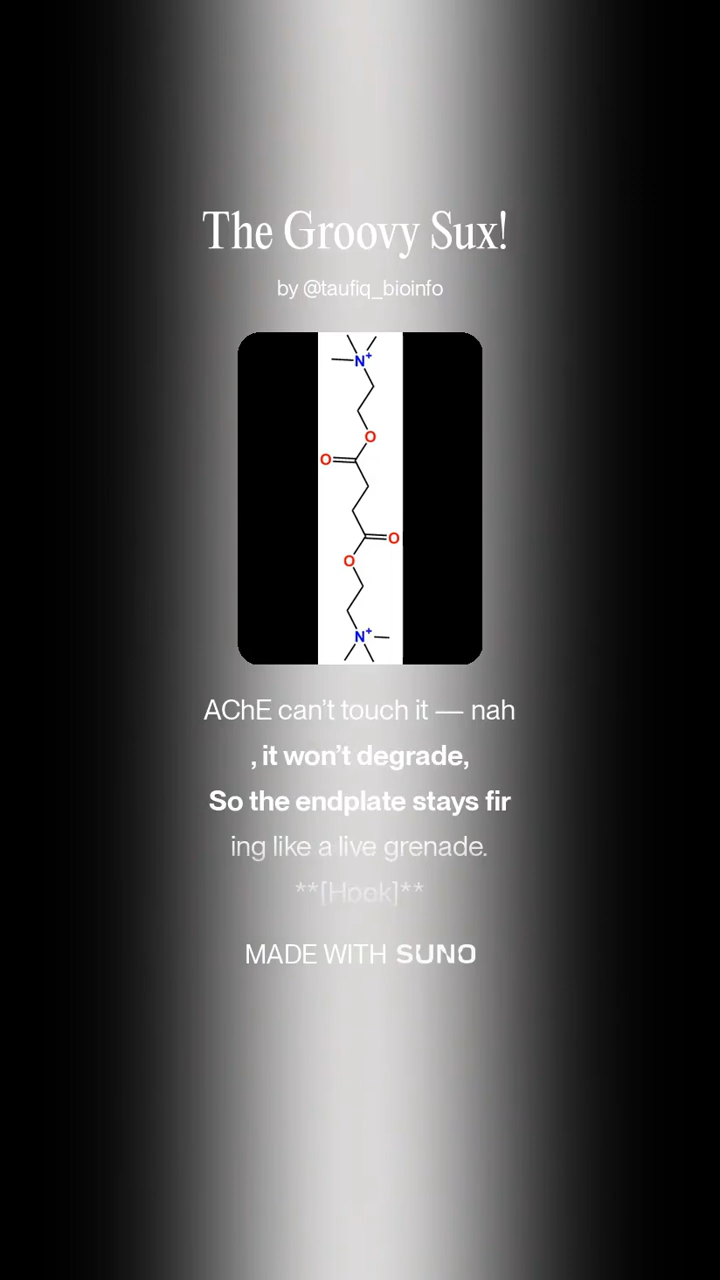 The Groovy Sux!
by @taufiq_bioinfo
N+
O
O
O
O
N+
AChE can’t touch it — nah
, it won’t degrade,
So the endplate stays fir
ing like a live grenade.
**[Hook]**
MADE WITH SUNO